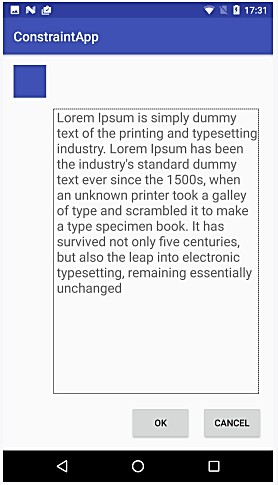 17:31
ConstraintApp
Lorem Ipsum is simply dummy
text of the printing and typesetting
industry. Lorem Ipsum has been
the industry's standard dummy
text ever since the 1500s, when
an unknown printer took a galley
of type and scrambled it to make
a type specimen book. It has
survived not only five centuries,
but also the leap into electronic
typesetting, remaining essentially
unchanged
OK CANCEL